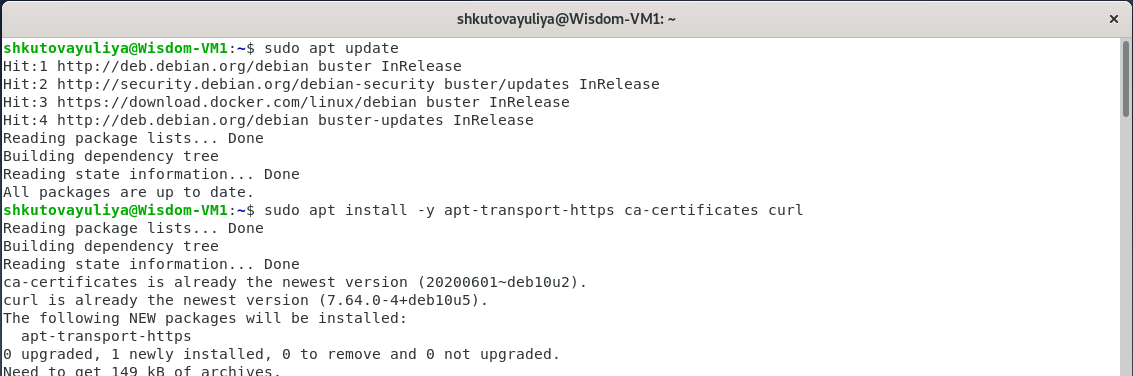 shkutovayuliya@Wisdom-VM1: ~
shkutovayuliya@Wisdom-VM1:~$ sudo apt update
Hit:1 http://deb.debian.org/debian buster InRelease
Hit:2 http://security.debian.org/debian-security buster/updates InRelease
Hit:3 https://download.docker.com/linux/debian buster InRelease
Hit:4 http://deb.debian.org/debian buster-updates InRelease
Reading package lists... Done
Building dependency tree
Reading state information... Done
All packages are up to date.
shkutovayuliya@Wisdom-VM1:~$ sudo apt install -y apt-transport-https ca-certificates curl
Reading package lists... Done
Building dependency tree
Reading state information... Done
ca-certificates is already the newest version (20200601~deb10u2).
curl is already the newest version (7.64.0-4+deb10u5).
The following NEW packages will be installed:
  apt-transport-https
0 upgraded, 1 newly installed, 0 to remove and 0 not upgraded.
Need to get 149 kB of archives.